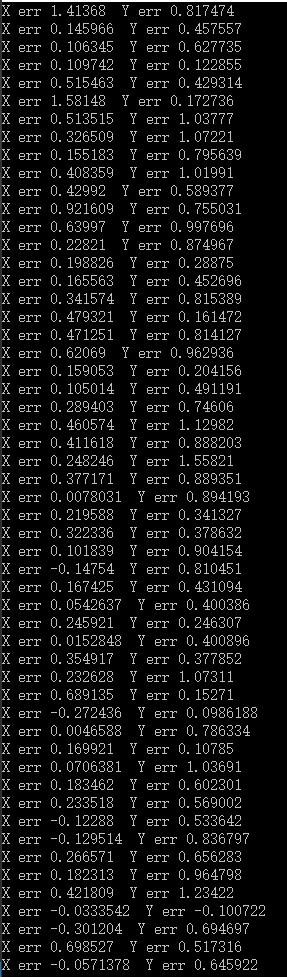 X err 1.41368  Y err 0.817474
X err 0.145966  Y err 0.457557
X err 0.106345  Y err 0.627735
X err 0.109742  Y err 0.122855
X err 0.515463  Y err 0.429314
X err 1.58148  Y err 0.172736
X err 0.513515  Y err 1.03777
X err 0.326509  Y err 1.07221
X err 0.155183  Y err 0.795639
X err 0.408359  Y err 1.01991
X err 0.42992  Y err 0.589377
X err 0.921609  Y err 0.755031
X err 0.63997  Y err 0.997696
X err 0.22821  Y err 0.874967
X err 0.198826  Y err 0.28875
X err 0.165563  Y err 0.452696
X err 0.341574  Y err 0.815389
X err 0.479321  Y err 0.161472
X err 0.471251  Y err 0.814127
X err 0.62069  Y err 0.962936
X err 0.159053  Y err 0.204156
X err 0.105014  Y err 0.491191
X err 0.289403  Y err 0.74606
X err 0.460574  Y err 1.12982
X err 0.411618  Y err 0.888203
X err 0.248246  Y err 1.55821
X err 0.377171  Y err 0.889351
X err 0.0078031  Y err 0.894193
X err 0.219588  Y err 0.341327
X err 0.322336  Y err 0.378632
X err 0.101839  Y err 0.904154
X err -0.14754  Y err 0.810451
X err 0.167425  Y err 0.431094
X err 0.0542637  Y err 0.400386
X err 0.245921  Y err 0.246307
X err 0.0152848  Y err 0.400896
X err 0.354917  Y err 0.377852
X err 0.232628  Y err 1.07311
X err 0.689135  Y err 0.15271
X err -0.272436  Y err 0.0986188
X err 0.0046588  Y err 0.786334
X err 0.169921  Y err 0.10785
X err 0.0706381  Y err 1.03691
X err 0.183462  Y err 0.602301
X err 0.233518  Y err 0.569002
X err -0.12288  Y err 0.533642
X err -0.129514  Y err 0.836797
X err 0.266571  Y err 0.656283
X err 0.182313  Y err 0.964798
X err 0.421809  Y err 1.23422
X err -0.0333542  Y err -0.100722
X err -0.301204  Y err 0.694697
X err 0.698527  Y err 0.517316
X err -0.0571378  Y err 0.645922